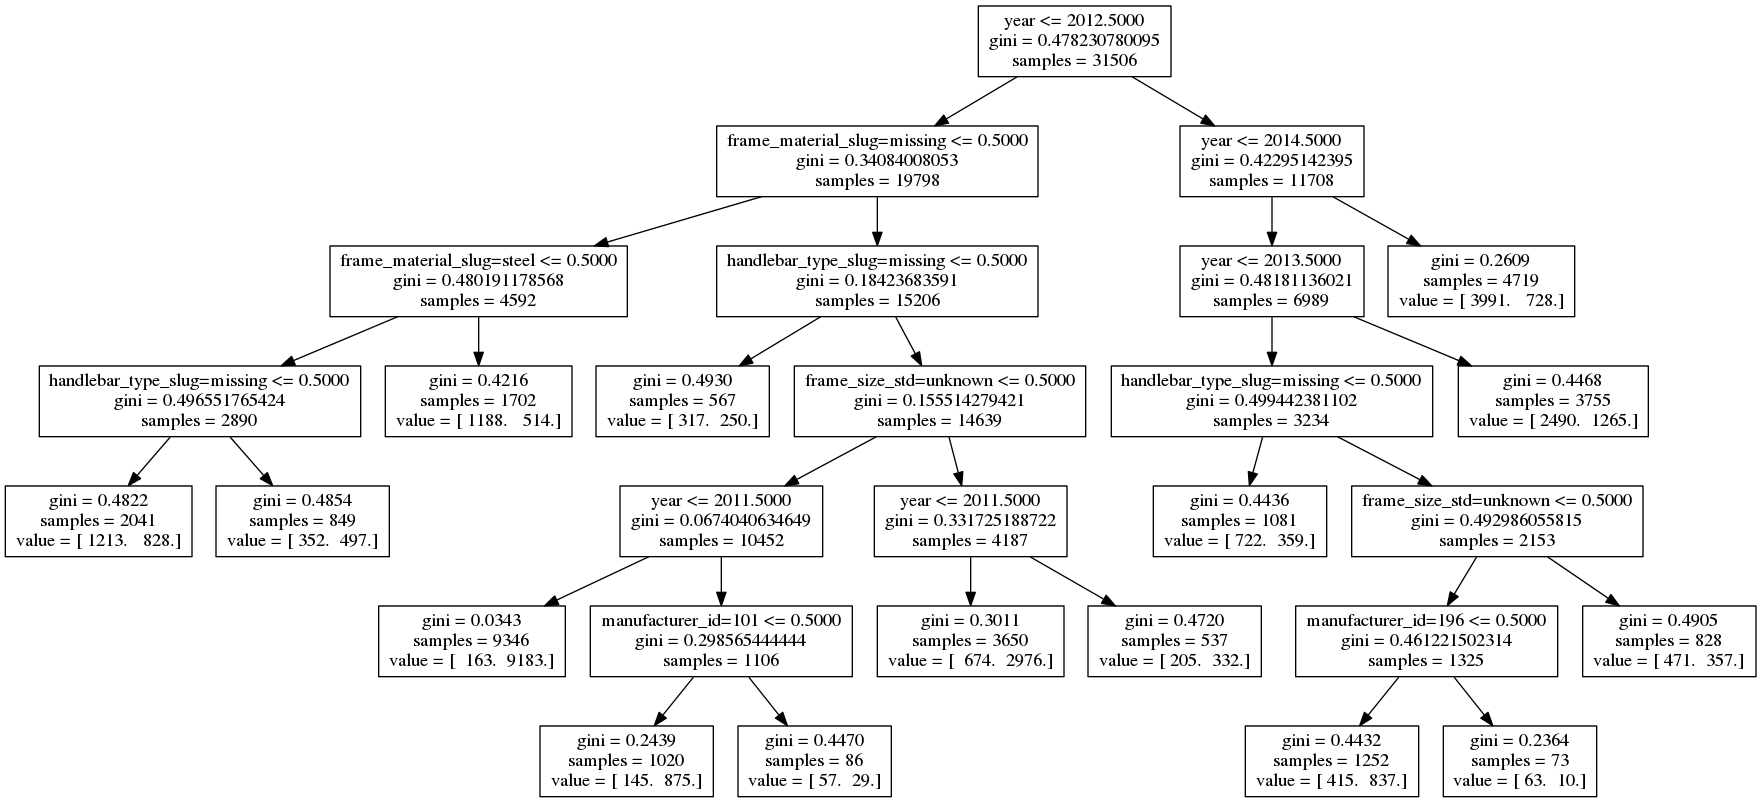 year <= 2012.5000
gini = 0.478230780095
samples = 31506
frame_material_slug=missing <= 0.5000
gini = 0.34084008053
samples = 19798
year <= 2014.5000
gini = 0.42295142395
samples = 11708
frame_material_slug=steel <= 0.5000
gini = 0.480191178568
samples = 4592
handlebar_type_slug=missing <= 0.5000
gini = 0.18423683591
samples = 15206
year <= 2013.5000
gini = 0.48181136021
samples = 6989
gini = 0.2609
samples = 4719
value = [ 3991.   728.]
handlebar_type_slug=missing <= 0.5000
gini = 0.496551765424
samples = 2890
gini = 0.4216
samples = 1702
value = [ 1188.   514.]
gini = 0.4930
samples = 567
value = [ 317.  250.]
frame_size_std=unknown <= 0.5000
gini = 0.155514279421
samples = 14639
handlebar_type_slug=missing <= 0.5000
gini = 0.499442381102
samples = 3234
gini = 0.4468
samples = 3755
value = [ 2490.  1265.]
gini = 0.4822
samples = 2041
value = [ 1213.   828.]
gini = 0.4854
samples = 849
value = [ 352.  497.]
year <= 2011.5000
gini = 0.0674040634649
samples = 10452
year <= 2011.5000
gini = 0.331725188722
samples = 4187
gini = 0.4436
samples = 1081
value = [ 722.  359.]
frame_size_std=unknown <= 0.5000
gini = 0.492986055815
samples = 2153
gini = 0.0343
samples = 9346
value = [  163.  9183.]
manufacturer_id=101 <= 0.5000
gini = 0.298565444444
samples = 1106
gini = 0.3011
samples = 3650
value = [  674.  2976.]
gini = 0.4720
samples = 537
value = [ 205.  332.]
manufacturer_id=196 <= 0.5000
gini = 0.461221502314
samples = 1325
gini = 0.4905
samples = 828
value = [ 471.  357.]
gini = 0.2439
samples = 1020
value = [ 145.  875.]
gini = 0.4470
samples = 86
value = [ 57.  29.]
gini = 0.4432
samples = 1252
value = [ 415.  837.]
gini = 0.2364
samples = 73
value = [ 63.  10.]